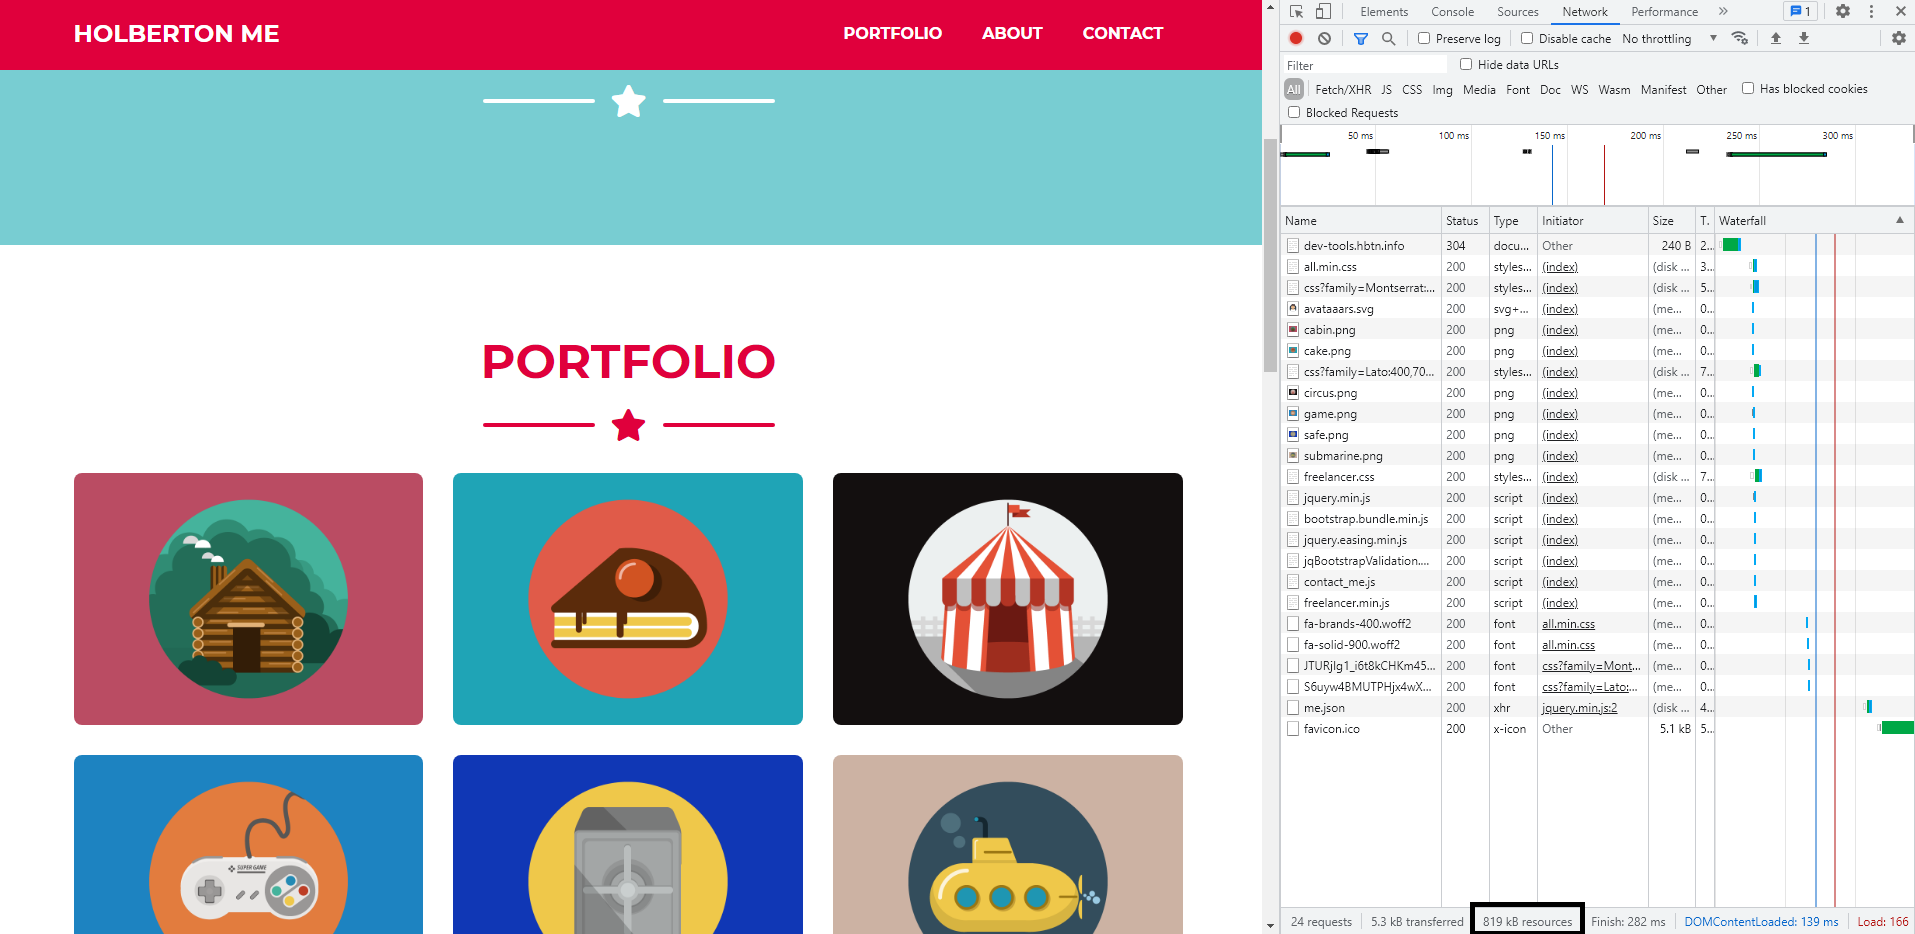 HOLBERTON ME PORTFOLIO ABOUT CONTACT
PORTFOLIO
SUPER GAME
Elements Console Sources Network Performance 1
Preserve log Disable cache No throttling
Filter Hide data URLs
All Fetch/XHR JS CSS Img Media Font Doc WS Wasm Manifest Other Has blocked cookies
Blocked Requests
50 ms 100 ms 150 ms 200 ms 250 ms 300 ms
Name Status Type Initiator Size T. Waterfall
dev-tools.hbtn.info 304 docu... Other 240 B 2...
all.min.css 200 styles... (index) (disk ... 3...
css?family=Montserrat:... 200 styles... (index) (disk ... 5...
avataaars.svg 200 svg+... (index) (me... 0...
cabin.png 200 png (index) (me... 0...
cake.png 200 png (index) (me... 0...
css?family=Lato:400,70... 200 styles... (index) (disk ... 7...
circus.png 200 png (index) (me... 0...
game.png 200 png (index) (me... 0...
safe.png 200 png (index) (me... 0...
submarine.png 200 png (index) (me... 0...
freelancer.css 200 styles... (index) (disk ... 7...
jquery.min.js 200 script (index) (me... 0...
bootstrap.bundle.min.js 200 script (index) (me... 0...
jquery.easing.min.js 200 script (index) (me... 0...
jqBootstrapValidation.... 200 script (index) (me... 0...
contact_me.js 200 script (index) (me... 0...
freelancer.min.js 200 script (index) (me... 0...
fa-brands-400.woff2 200 font all.min.css (me... 0...
fa-solid-900.woff2 200 font all.min.css (me... 0...
JTURjIg1_i6t8kCHKm45... 200 font css?family=Mont... (me... 0...
S6uyw4BMUTPHjx4wX... 200 font css?family=Lato:... (me... 0...
me.json 200 xhr jquery.min.js:2 (disk ... 4...
favicon.ico 200 x-icon Other 5.1 kB 5...
24 requests 5.3 kB transferred 819 kB resources Finish: 282 ms DOMContentLoaded: 139 ms Load: 166